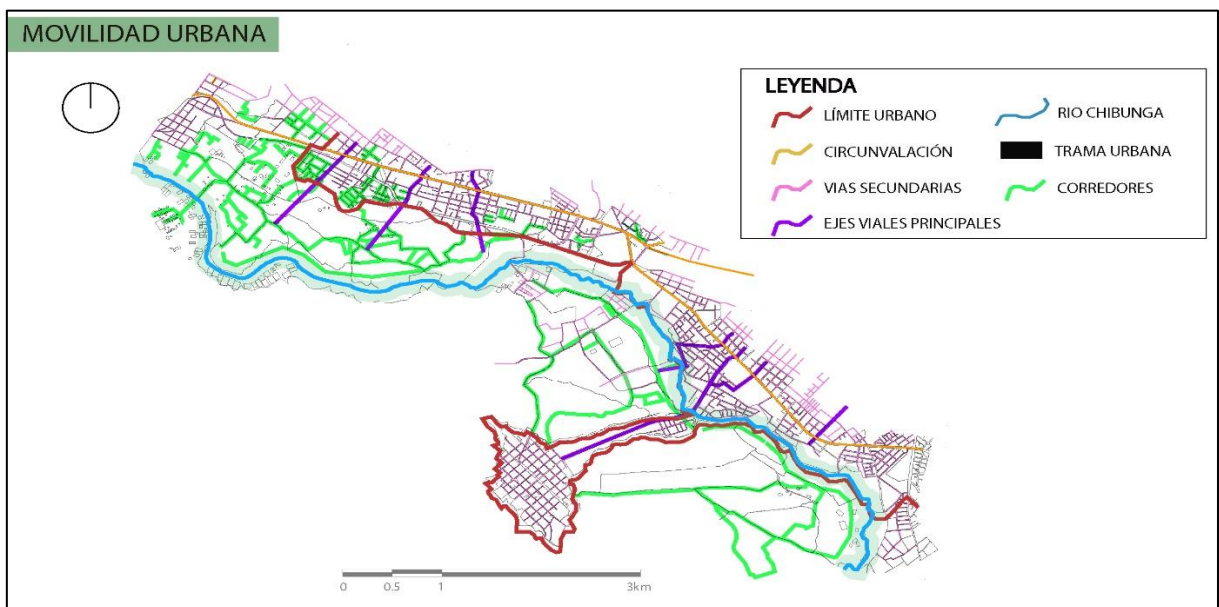 MOVILIDAD URBANA
LEYENDA
LÍMITE URBANO
CIRCUNVALACIÓN
VIAS SECUNDARIAS
EJES VIALES PRINCIPALES
RIO CHIBUNGA
TRAMA URBANA
CORREDORES
0 0.5 1 3km